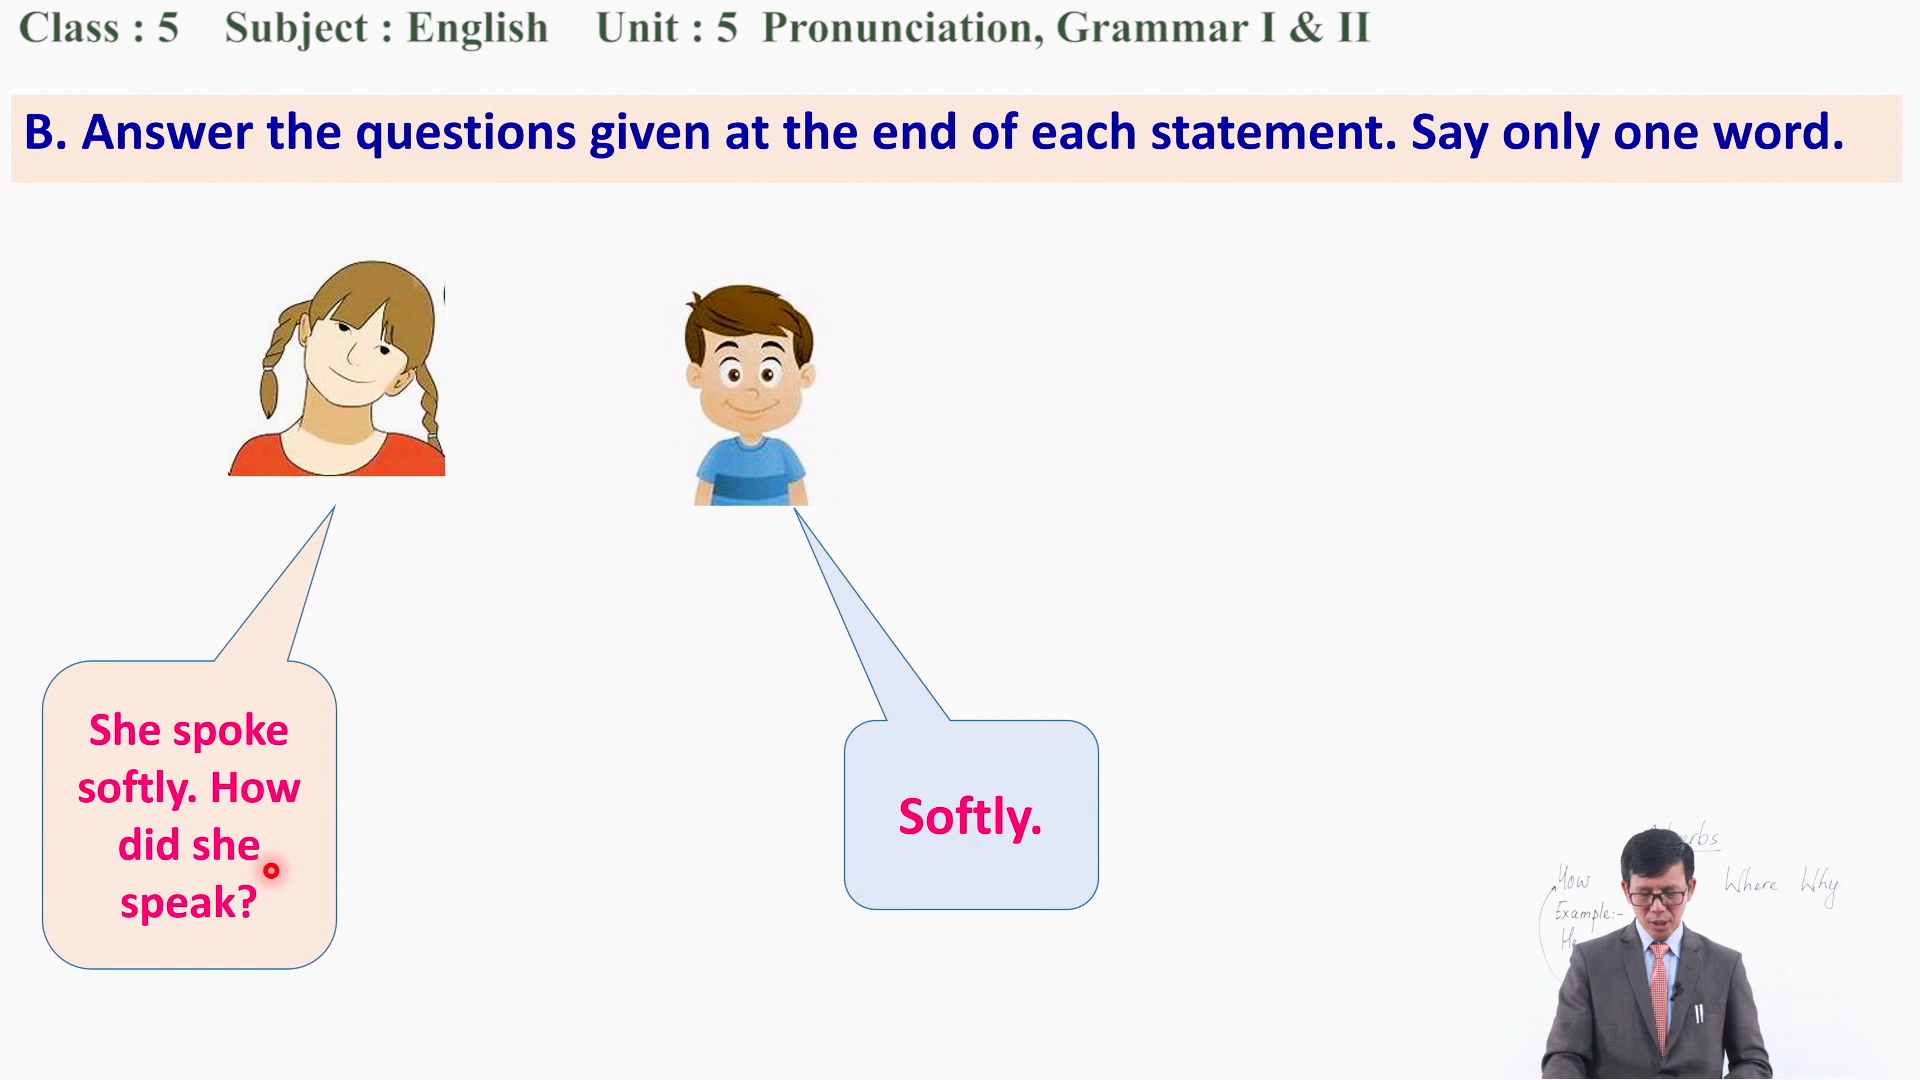 Class : 5 Subject : English Unit : 5 Pronunciation, Grammar I & II
B. Answer the questions given at the end of each statement. Say only one word.
She spoke
softly. How
did she
speak?
Softly.
How Where Why
Example:-